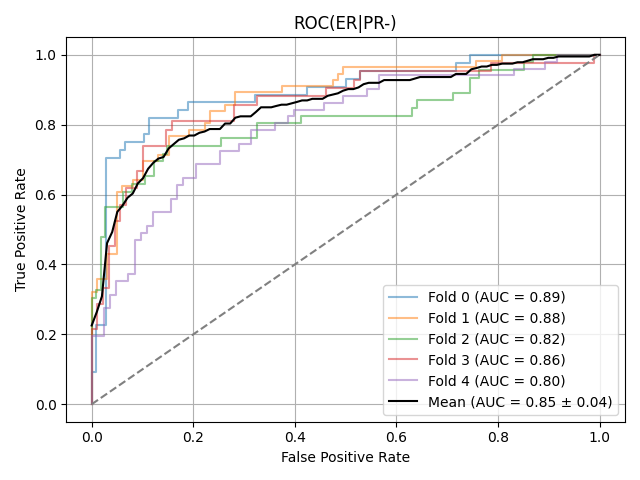 ROC(ER|PR-)
True Positive Rate
1.0
0.8
0.6
0.4
0.2
0.0
Fold 0 (AUC = 0.89)
Fold 1 (AUC = 0.88)
Fold 2 (AUC = 0.82)
Fold 3 (AUC = 0.86)
Fold 4 (AUC = 0.80)
Mean (AUC = 0.85 ± 0.04)
0.0 0.2 0.4 0.6 0.8 1.0
False Positive Rate